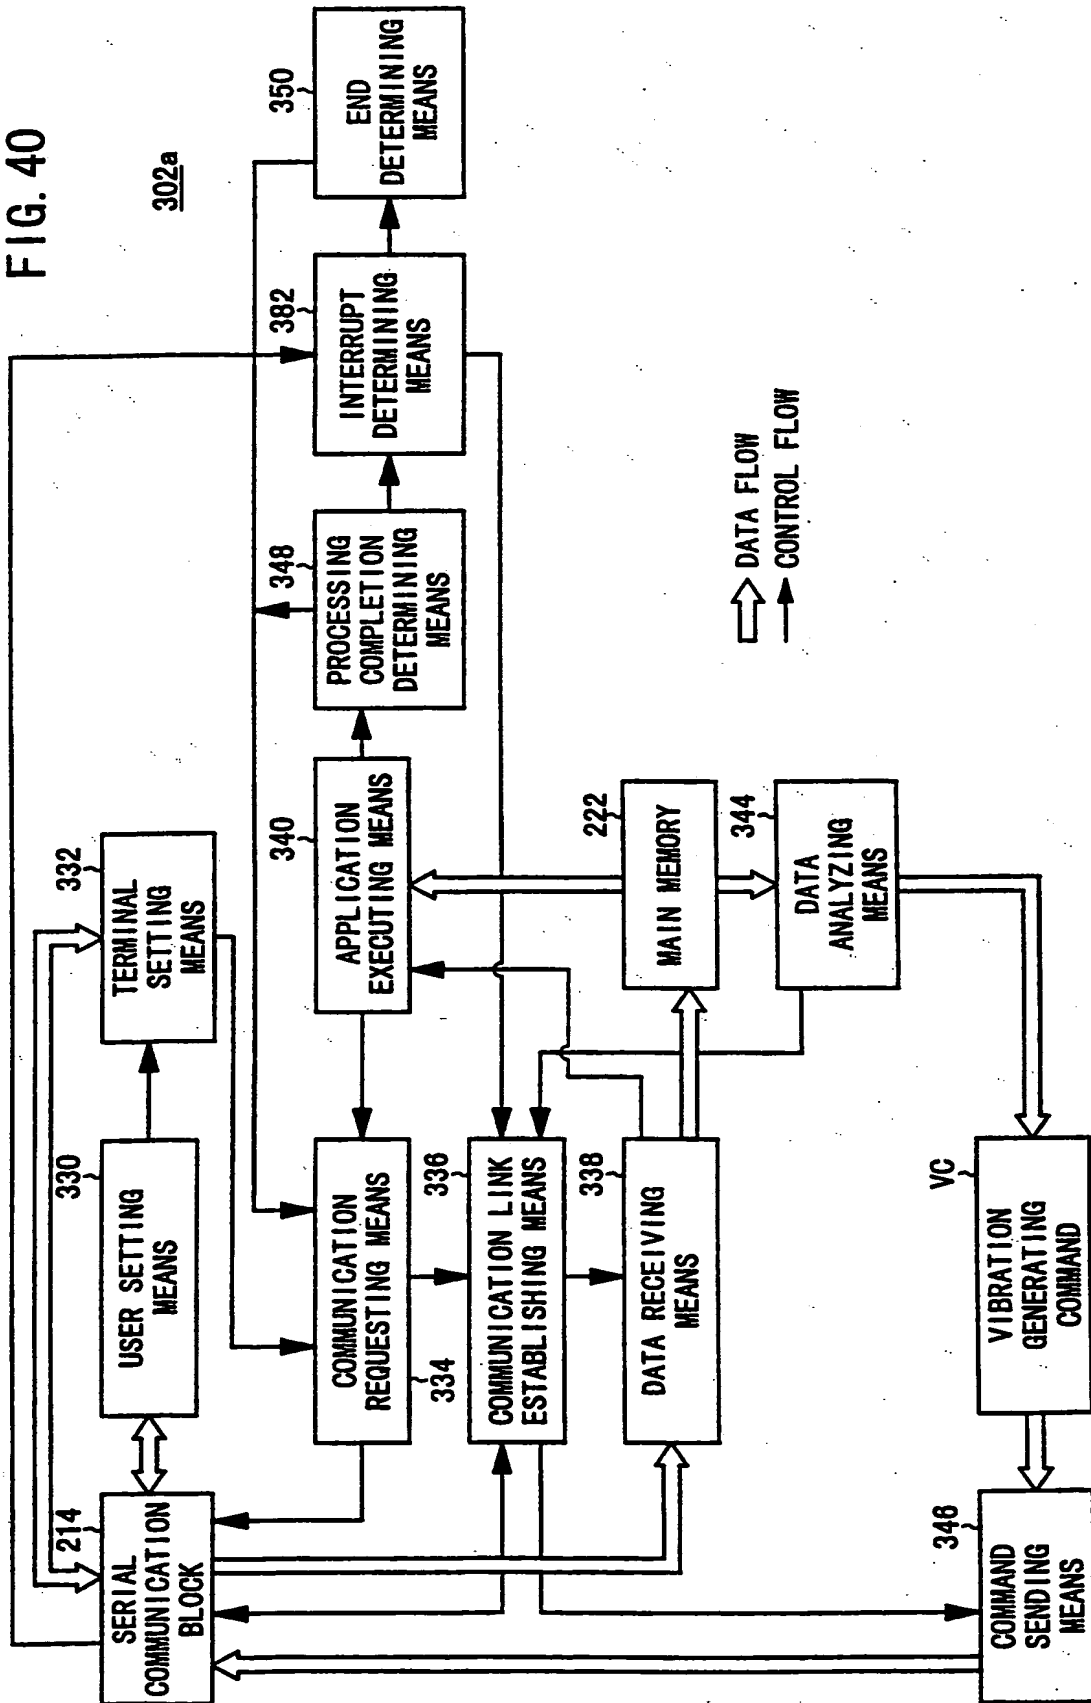 FIG. 40
302a
214
SERIAL
COMMUNICATION
BLOCK
330
USER SETTING
MEANS
332
TERMINAL
SETTING
MEANS
COMMUNICATION
REQUESTING MEANS
334
340
APPLICATION
EXECUTING MEANS
348
PROCESSING
COMPLETION
DETERMINING
MEANS
382
INTERRUPT
DETERMINING
MEANS
350
END
DETERMINING
MEANS
336
COMMUNICATION LINK
ESTABLISHING MEANS
338
DATA RECEIVING
MEANS
222
MAIN MEMORY
344
DATA
ANALYZING
MEANS
DATA FLOW
CONTROL FLOW
346
COMMAND
SENDING
MEANS
VC
VIBRATION
GENERATING
COMMAND